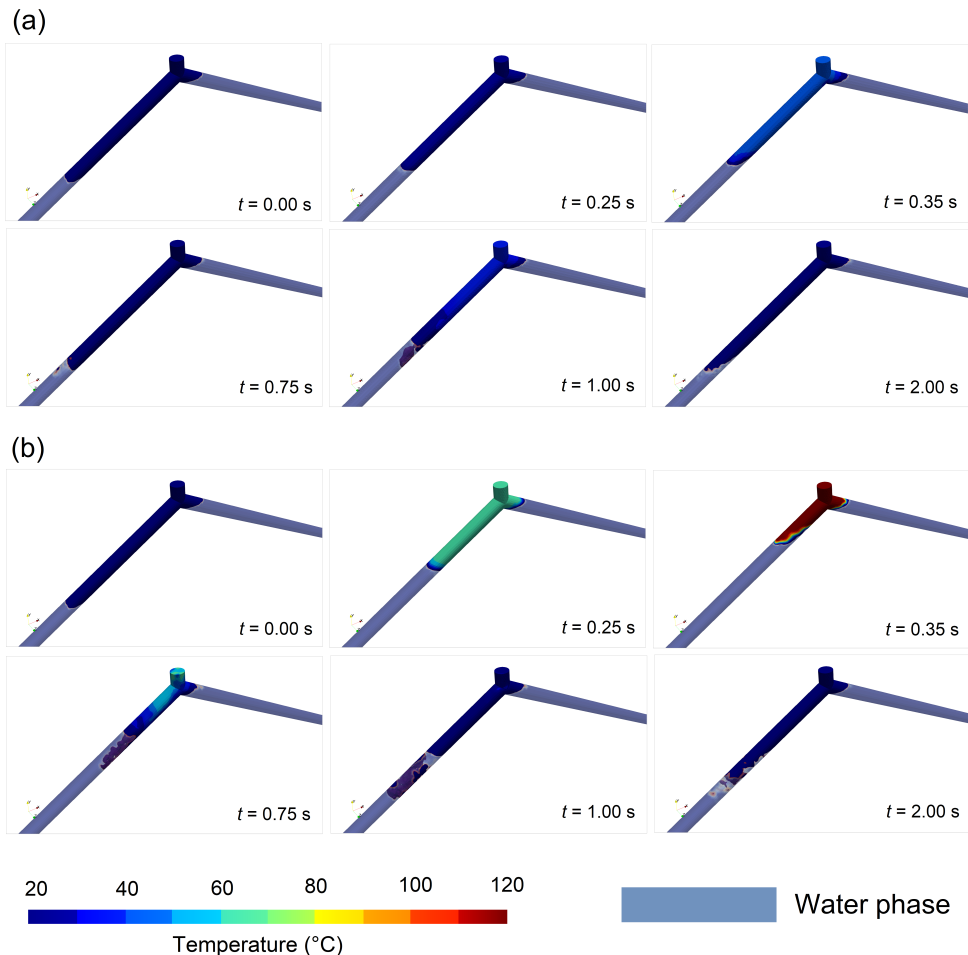 (a)
t = 0.00 s
t = 0.25 s
t = 0.35 s
t = 0.75 s
t = 1.00 s
t = 2.00 s
(b)
t = 0.00 s
t = 0.25 s
t = 0.35 s
t = 0.75 s
t = 1.00 s
t = 2.00 s
20 40 60 80 100 120
Temperature (°C)
Water phase